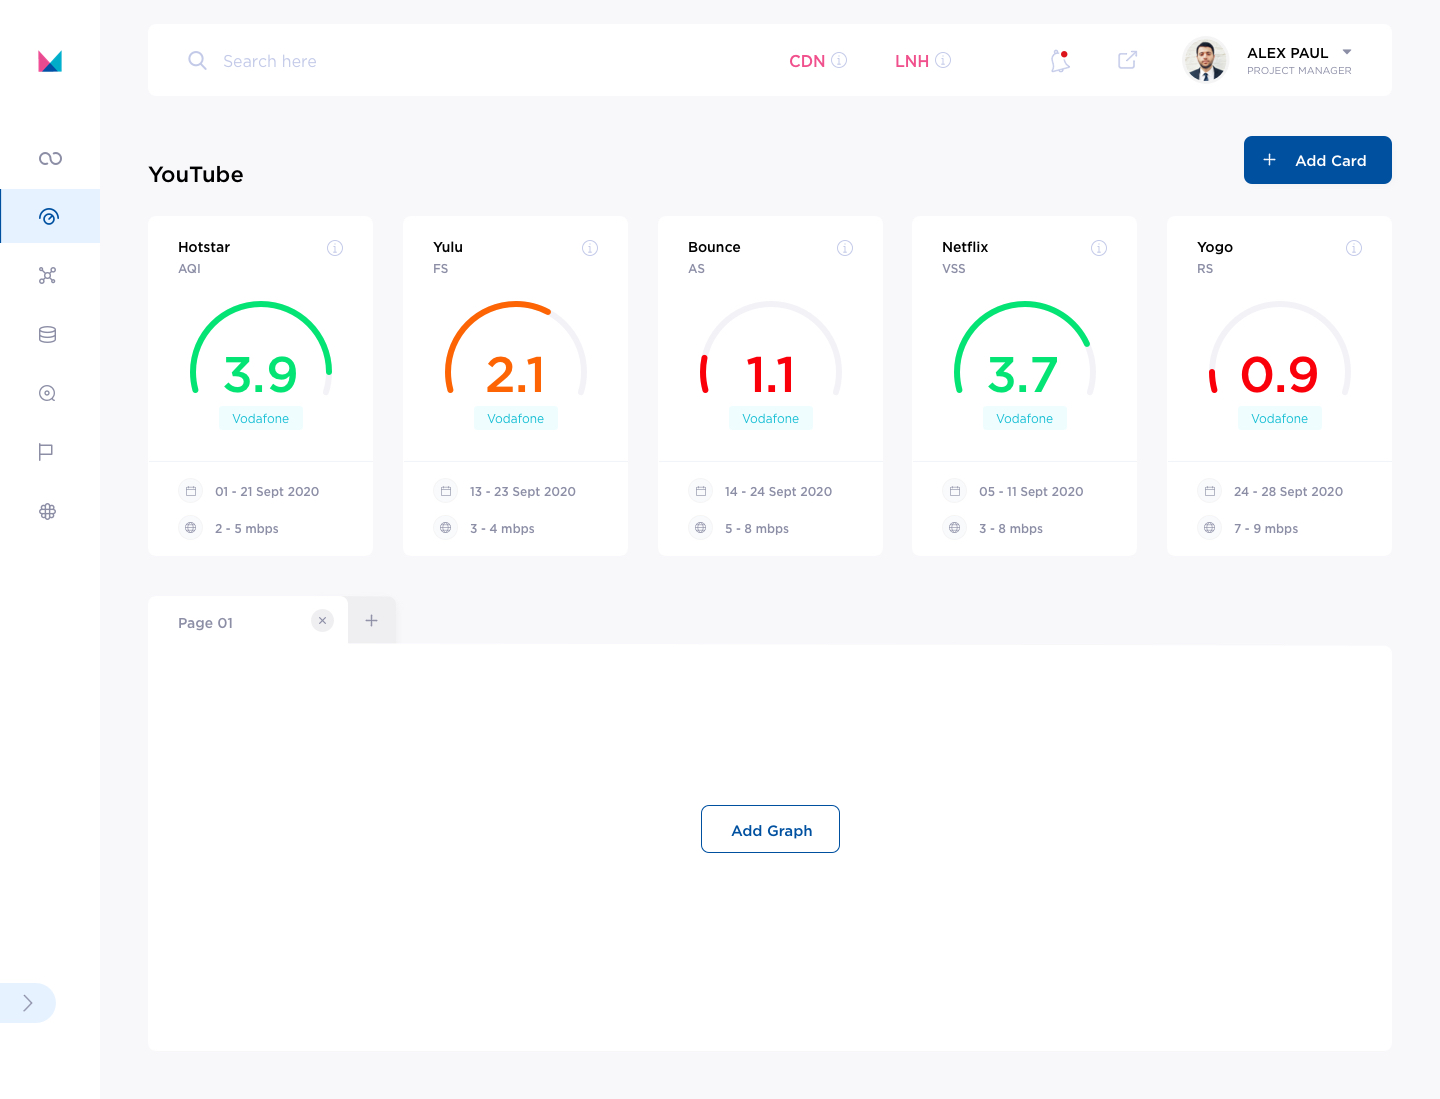 Search here
CDN
LNH
ALEX PAUL
PROJECT MANAGER
YouTube
+ Add Card
Hotstar
AQI
3.9
Vodafone
01 - 21 Sept 2020
2 - 5 mbps
Yulu
FS
2.1
Vodafone
13 - 23 Sept 2020
3 - 4 mbps
Bounce
AS
1.1
Vodafone
14 - 24 Sept 2020
5 - 8 mbps
Netflix
VSS
3.7
Vodafone
05 - 11 Sept 2020
3 - 8 mbps
Yogo
RS
0.9
Vodafone
24 - 28 Sept 2020
7 - 9 mbps
Page 01
Add Graph